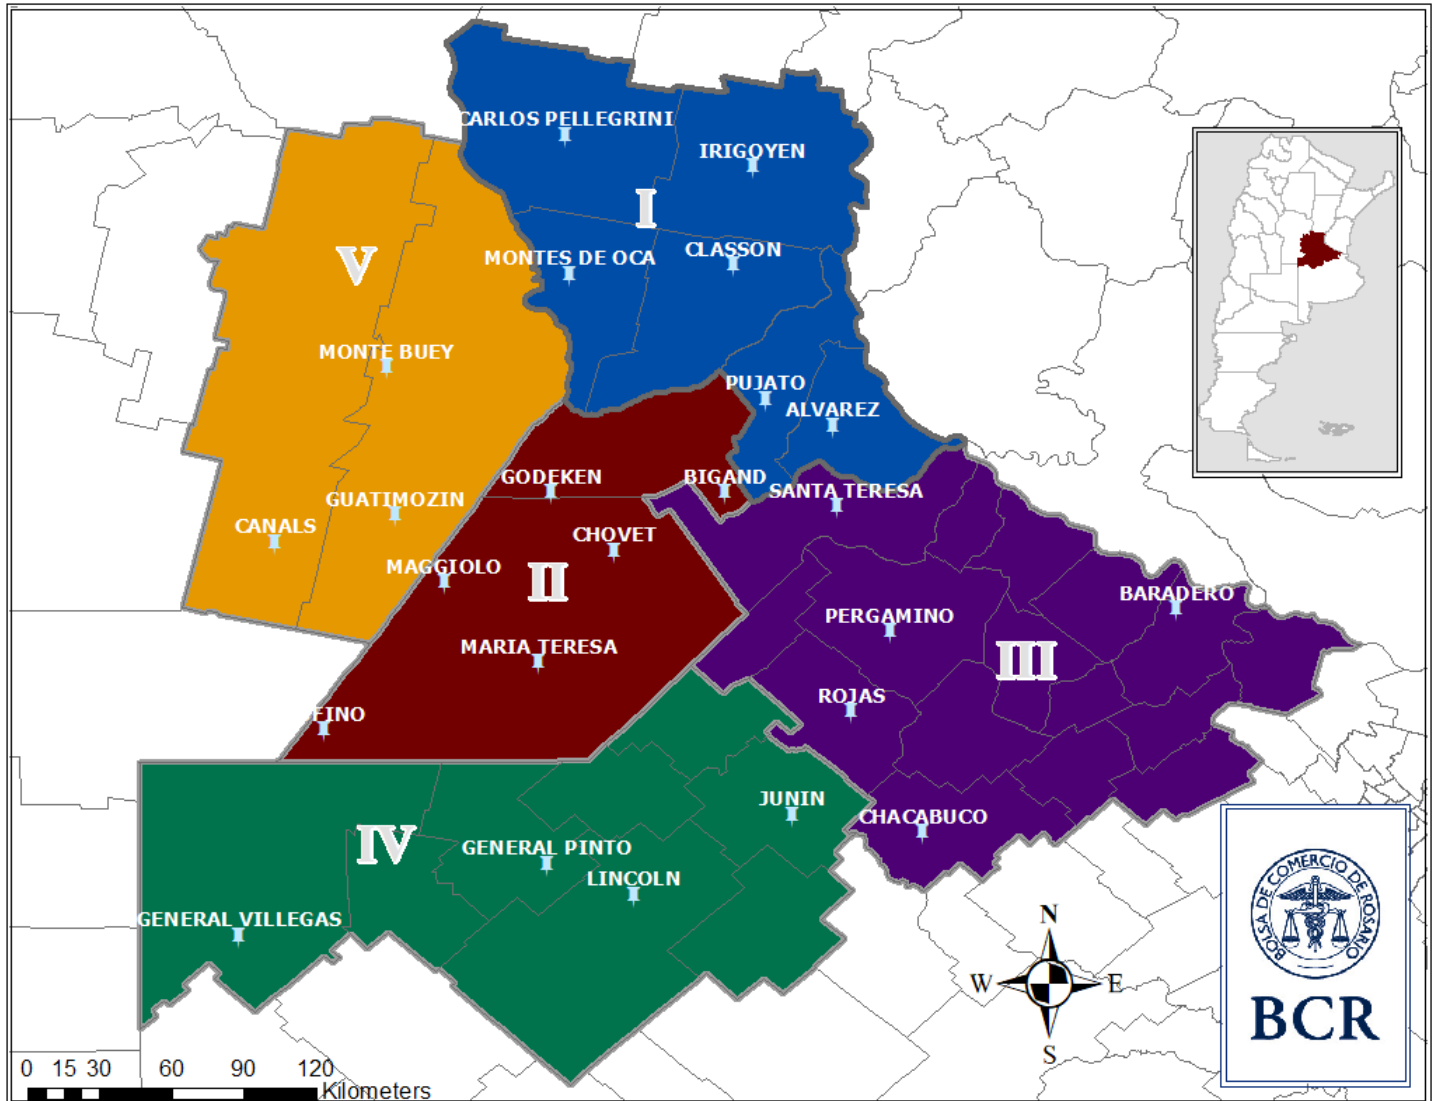 CARLOS PELLEGRINI
IRIGOYEN
I
CLASSON
MONTES DE OCA
V
MONTE BUEY
PUJATO
ALVAREZ
GODEKEN
BIGAND
SANTA TERESA
GUATIMOZIN
CANALS
CHOVET
MAGGIOLO
II
BARADERO
PERGAMINO
MARIA TERESA
III
ROJAS
FINO
JUNIN
CHACABUCO
IV
GENERAL PINTO
LINCOLN
GENERAL VILLEGAS
BOLSA DE COMERCIO DE ROSARIO
BCR
N
W E
S
0 15 30 60 90 120
Kilometers